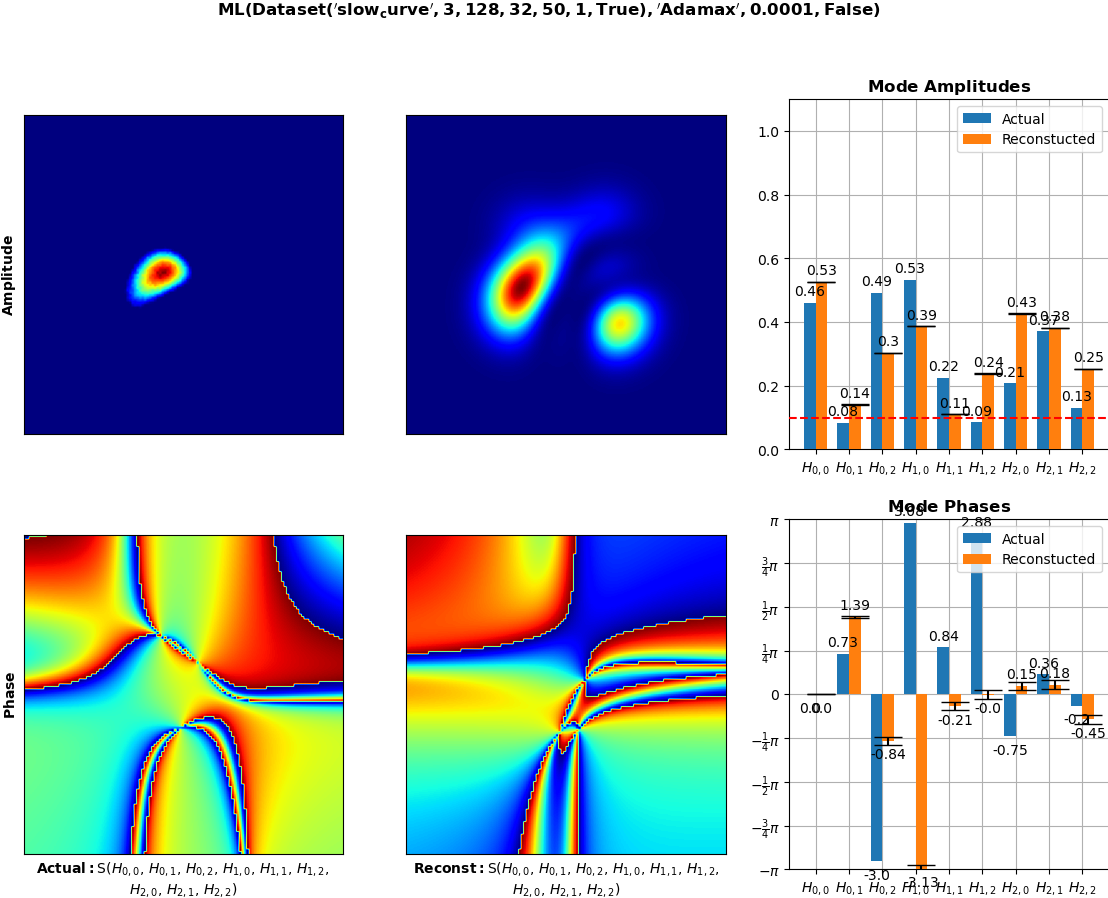 ML(Dataset('slow_curve', 3, 128, 32, 50, 1, True), 'Adamax', 0.0001, False)
Amplitude
Mode Amplitudes
Actual
Reconstucted
1.0
0.8
0.6
0.4
0.2
0.0
0.46 0.53
0.08 0.14
0.49 0.3
0.53 0.39
0.22 0.11
0.09 0.24
0.21 0.43
0.37 0.38
0.13 0.25
H0,0 H0,1 H0,2 H1,0 H1,1 H1,2 H2,0 H2,1 H2,2
Phase
Actual: S(H0,0, H0,1, H0,2, H1,0, H1,1, H1,2,
H2,0, H2,1, H2,2)
Reconst: S(H0,0, H0,1, H0,2, H1,0, H1,1, H1,2,
H2,0, H2,1, H2,2)
Mode Phases
Actual
Reconstucted
π
3/4π
1/2π
1/4π
0
−1/4π
−1/2π
−3/4π
−π
0.0 0.0
0.73 1.39
-3.0 -0.84
3.08 -3.13
0.84 -0.21
2.88 -0.0
-0.75 0.15
0.36 0.18
-0.45
H0,0 H0,1 H0,2 H1,0 H1,1 H1,2 H2,0 H2,1 H2,2